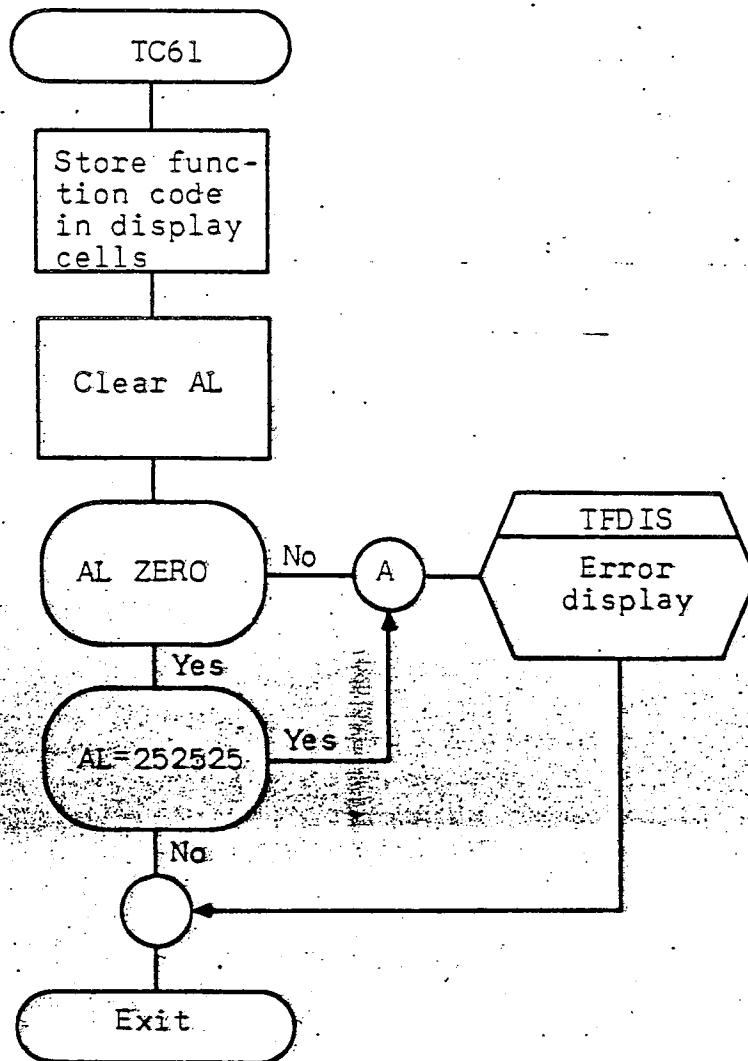 TC61
Store func-
tion code
in display
cells
Clear AL
AL ZERO
No
A
TFDIS
Error
display
Yes
AL=252525
Yes
No
Exit